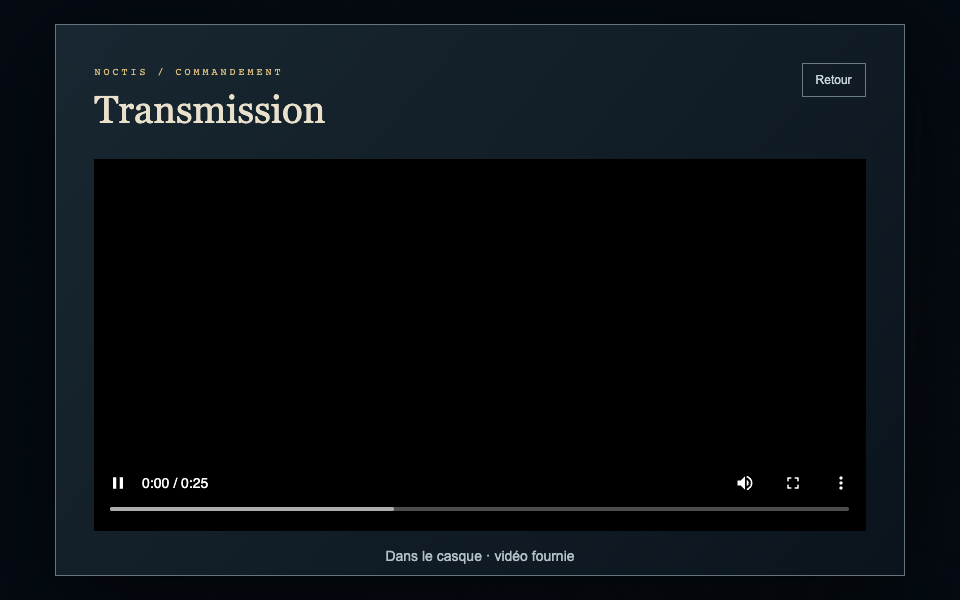 NOCTIS / COMMANDEMENT
Transmission
Retour
0:00 / 0:25
Dans le casque · vidéo fournie